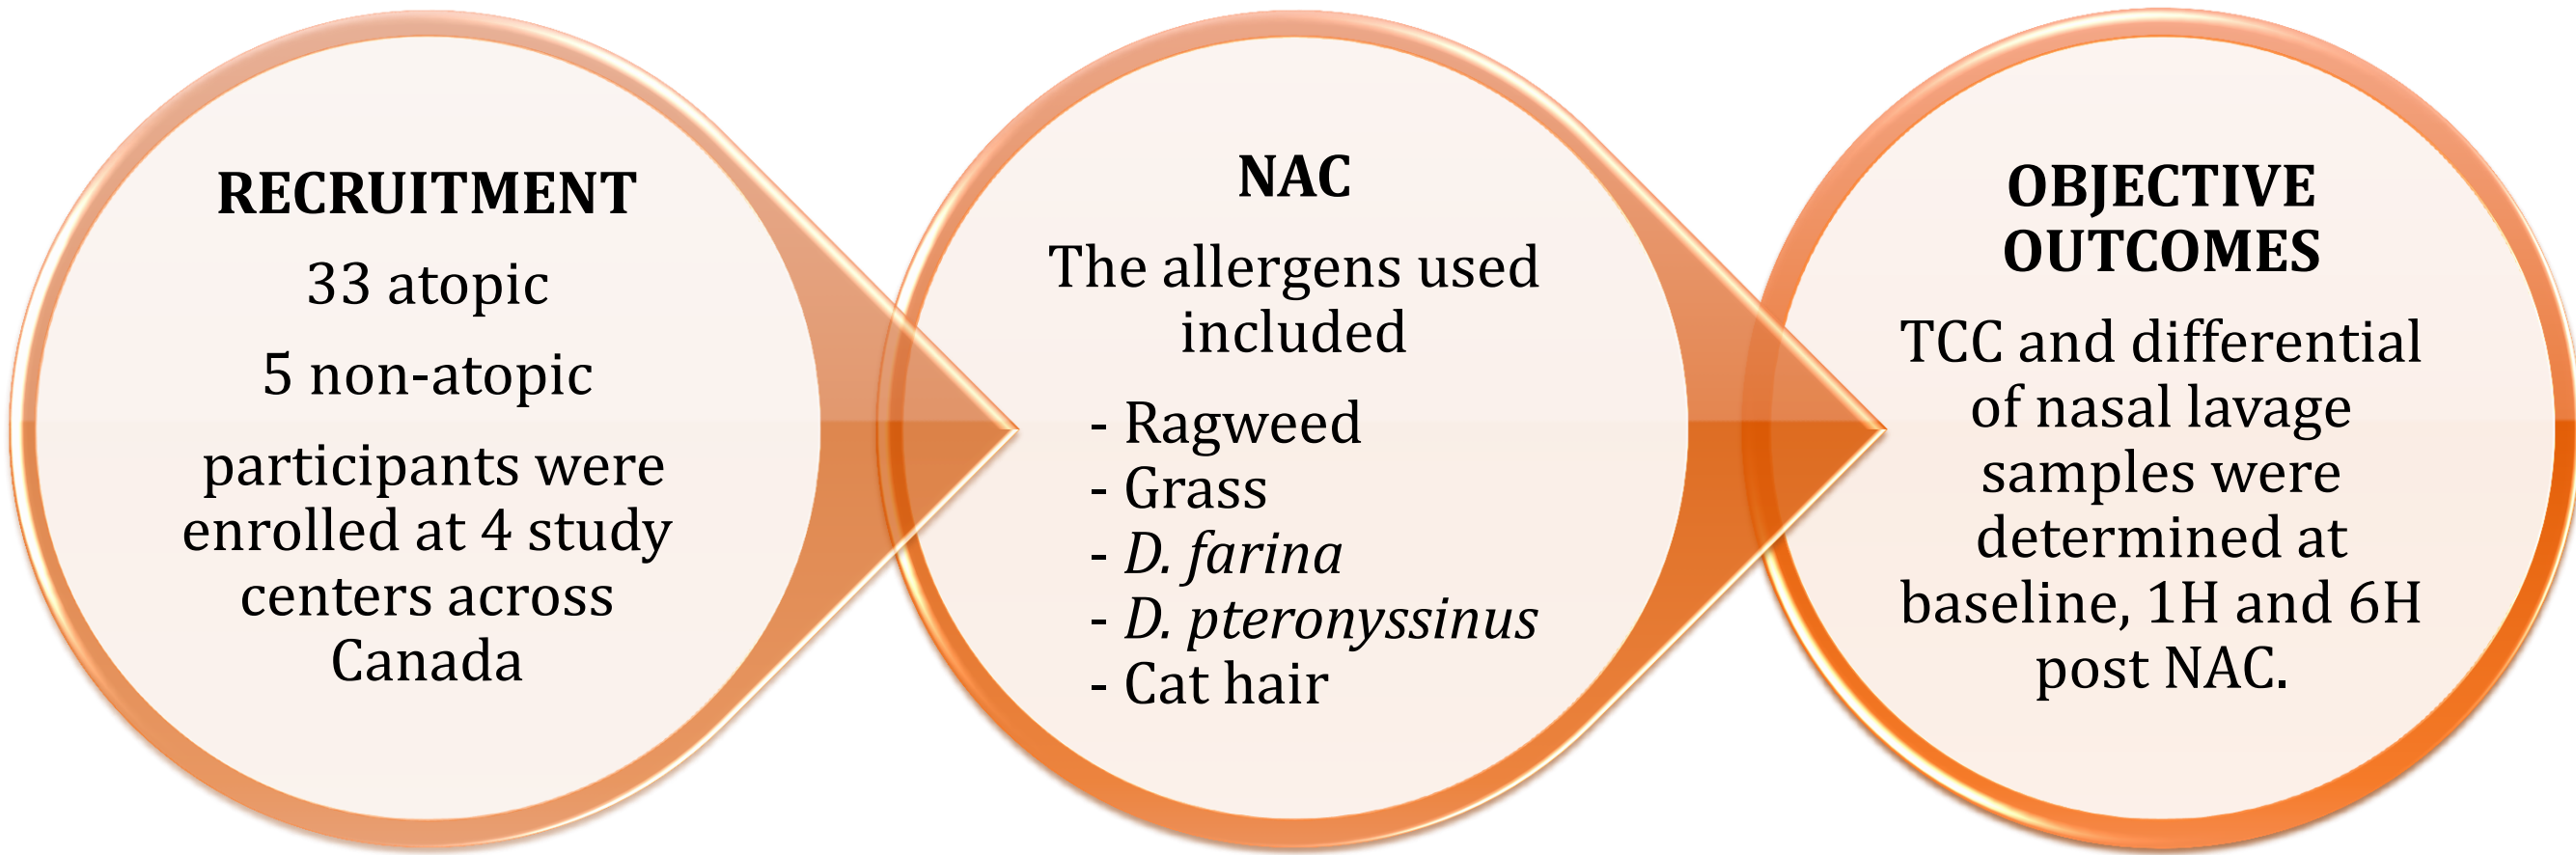 RECRUITMENT
33 atopic
5 non-atopic
participants were
enrolled at 4 study
centers across
Canada
NAC
The allergens used
included
- Ragweed
- Grass
- D. farina
- D. pteronyssinus
- Cat hair
OBJECTIVE
OUTCOMES
TCC and differential
of nasal lavage
samples were
determined at
baseline, 1H and 6H
post NAC.